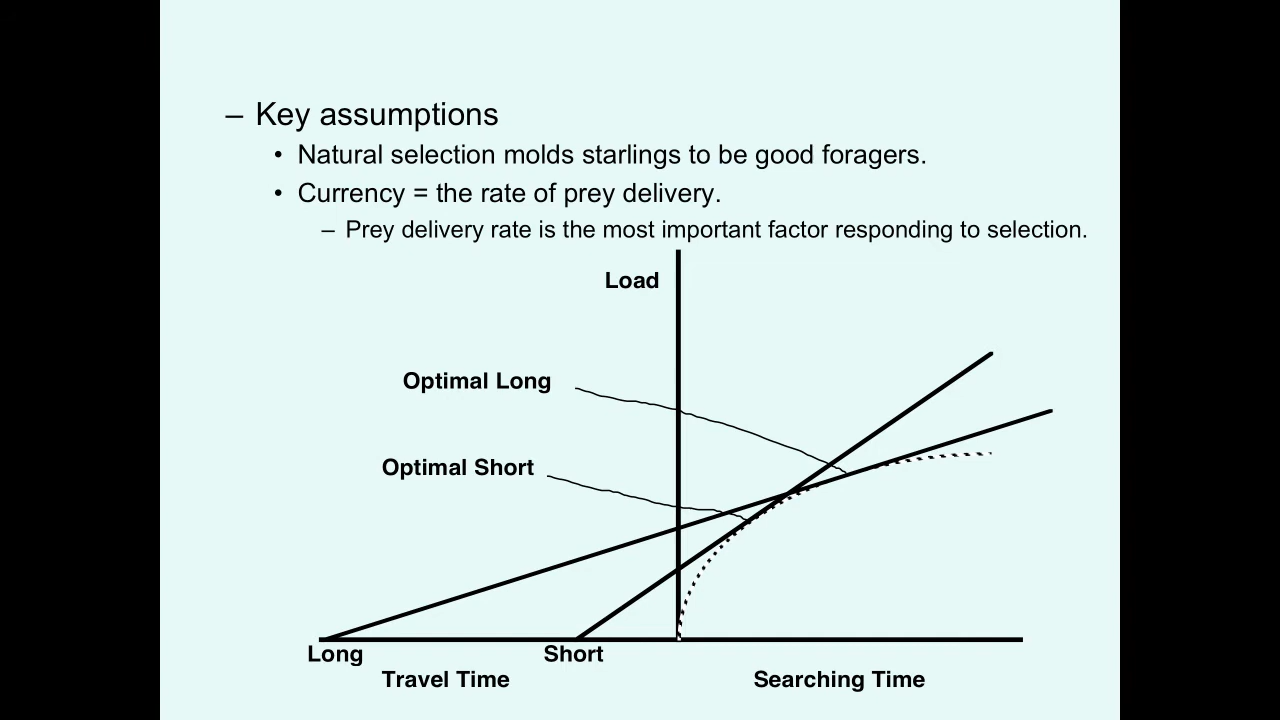 – Key assumptions
• Natural selection molds starlings to be good foragers.
• Currency = the rate of prey delivery.
– Prey delivery rate is the most important factor responding to selection.
Load
Optimal Long
Optimal Short
Long
Short
Travel Time
Searching Time